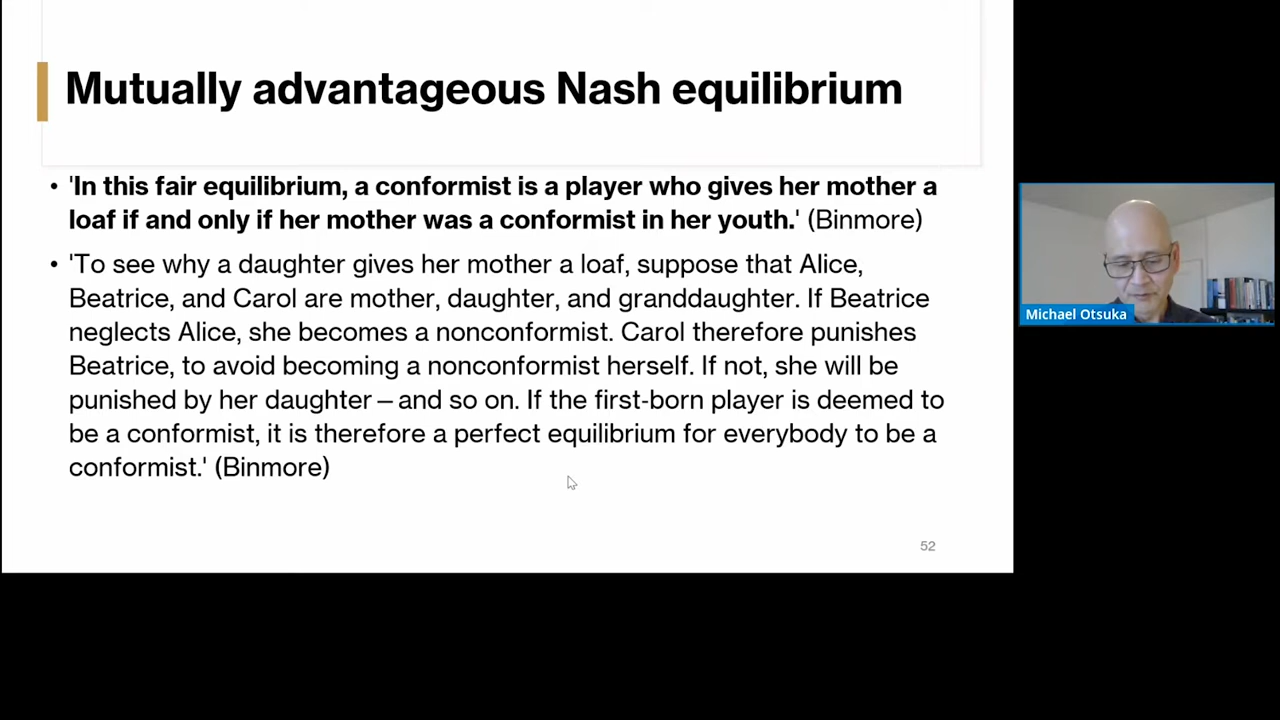 Mutually advantageous Nash equilibrium
• 'In this fair equilibrium, a conformist is a player who gives her mother a
loaf if and only if her mother was a conformist in her youth.' (Binmore)
• 'To see why a daughter gives her mother a loaf, suppose that Alice,
Beatrice, and Carol are mother, daughter, and granddaughter. If Beatrice
neglects Alice, she becomes a nonconformist. Carol therefore punishes
Beatrice, to avoid becoming a nonconformist herself. If not, she will be
punished by her daughter – and so on. If the first-born player is deemed to
be a conformist, it is therefore a perfect equilibrium for everybody to be a
conformist.' (Binmore)
52
Michael Otsuka